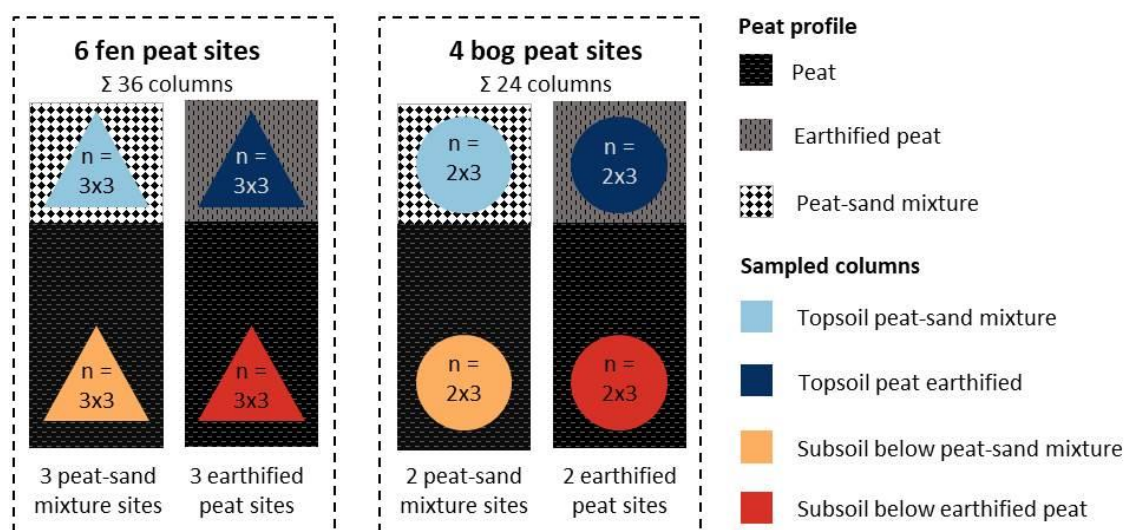 6 fen peat sites
Σ 36 columns
n =
3x3
n =
3x3
n =
3x3
n =
3x3
3 peat-sand
mixture sites
3 earthified
peat sites
4 bog peat sites
Σ 24 columns
n =
2x3
n =
2x3
n =
2x3
n =
2x3
2 peat-sand
mixture sites
2 earthified
peat sites
Peat profile
Peat
Earthified peat
Peat-sand mixture
Sampled columns
Topsoil peat-sand mixture
Topsoil peat earthified
Subsoil below peat-sand mixture
Subsoil below earthified peat